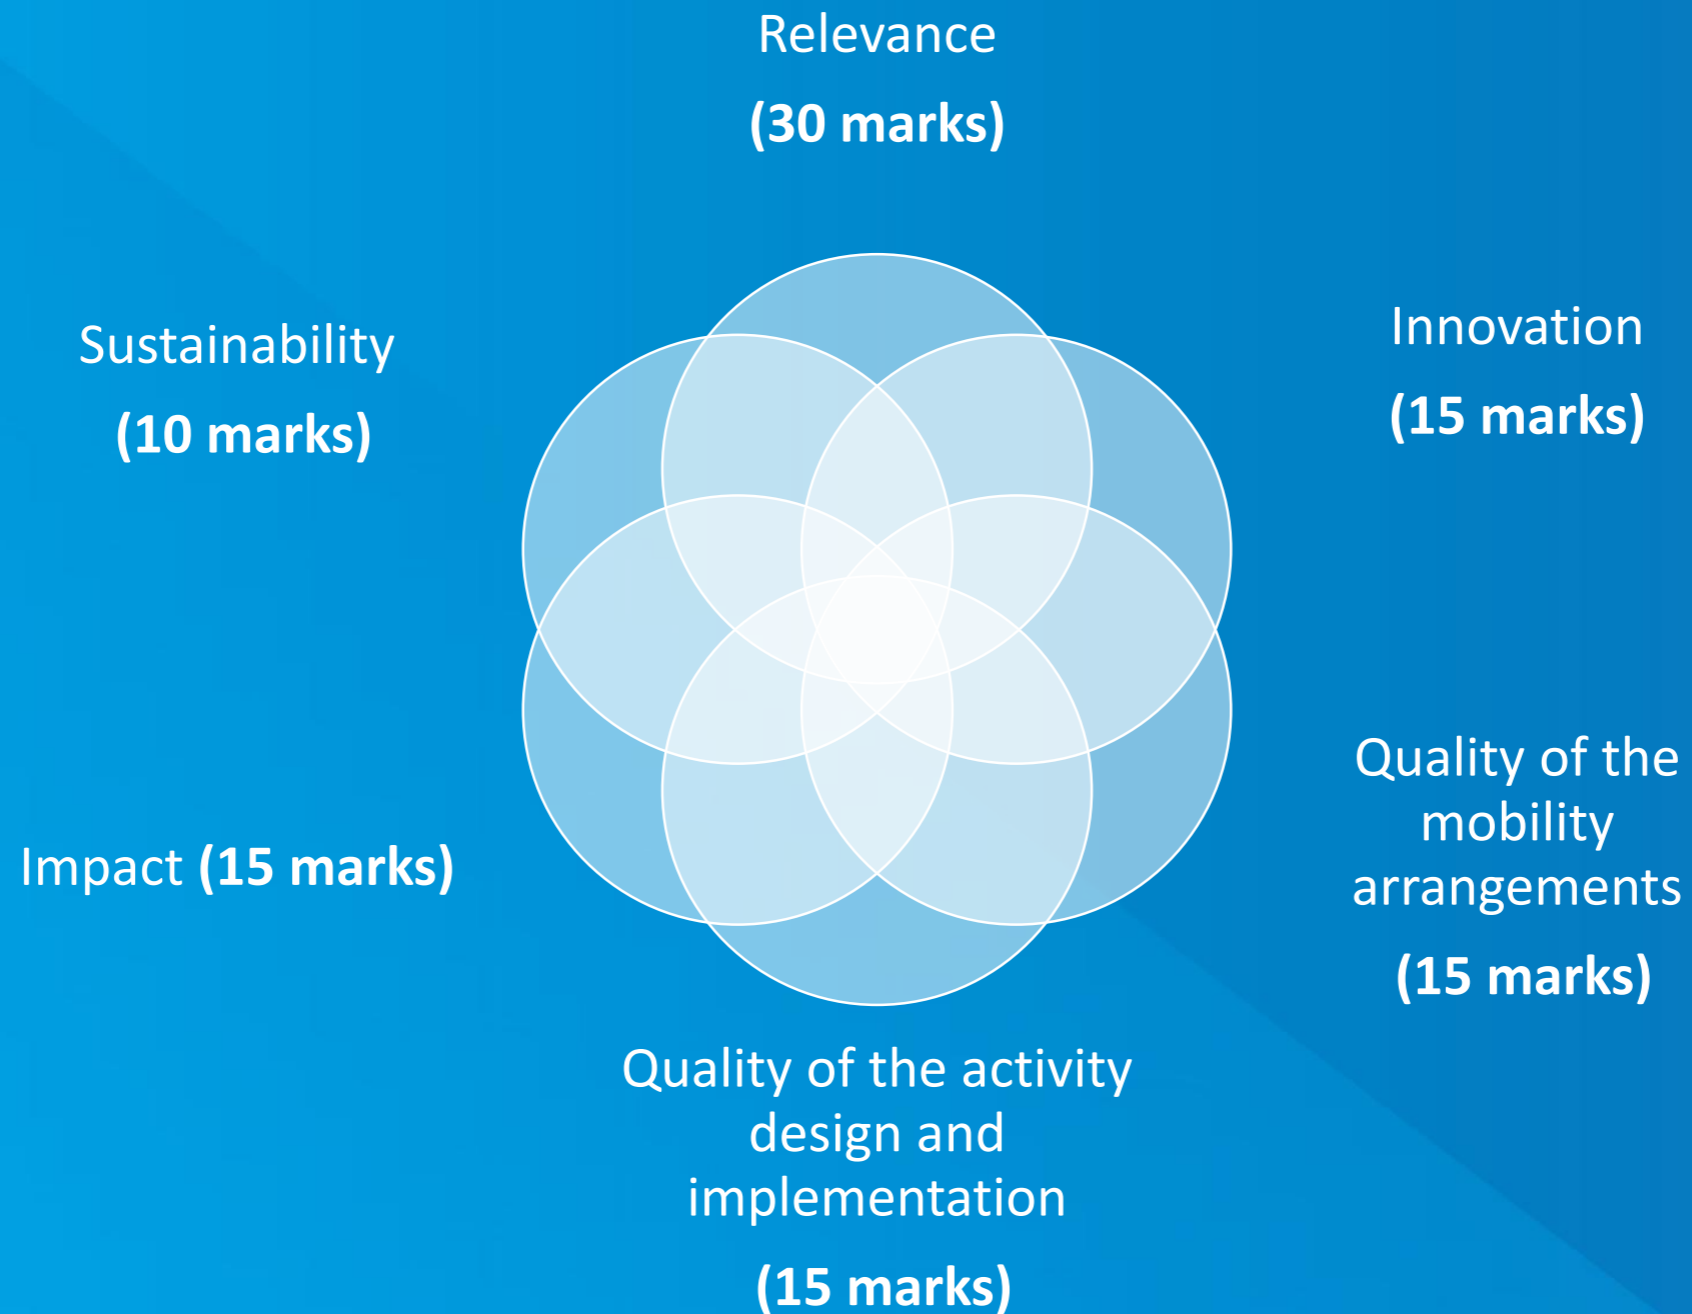 Relevance
(30 marks)
Innovation
(15 marks)
Quality of the
mobility
arrangements
(15 marks)
Quality of the activity
design and
implementation
(15 marks)
Impact (15 marks)
Sustainability
(10 marks)